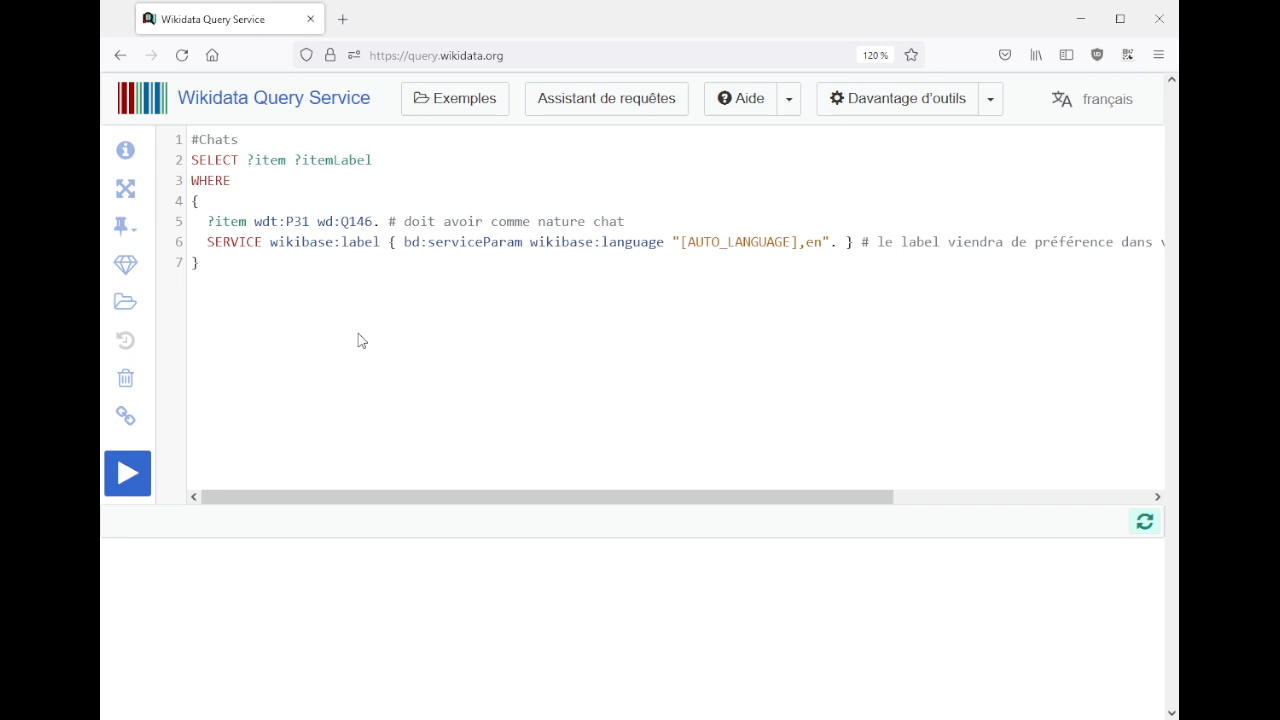 Wikidata Query Service
https://query.wikidata.org
120 %
Wikidata Query Service
Exemples
Assistant de requêtes
Aide
Davantage d'outils
français
1 #Chats
2 SELECT ?item ?itemLabel
3 WHERE
4 {
5 ?item wdt:P31 wd:Q146. # doit avoir comme nature chat
6 SERVICE wikibase:label { bd:serviceParam wikibase:language "[AUTO_LANGUAGE],en". } # le label viendra de préférence dans v
7 }